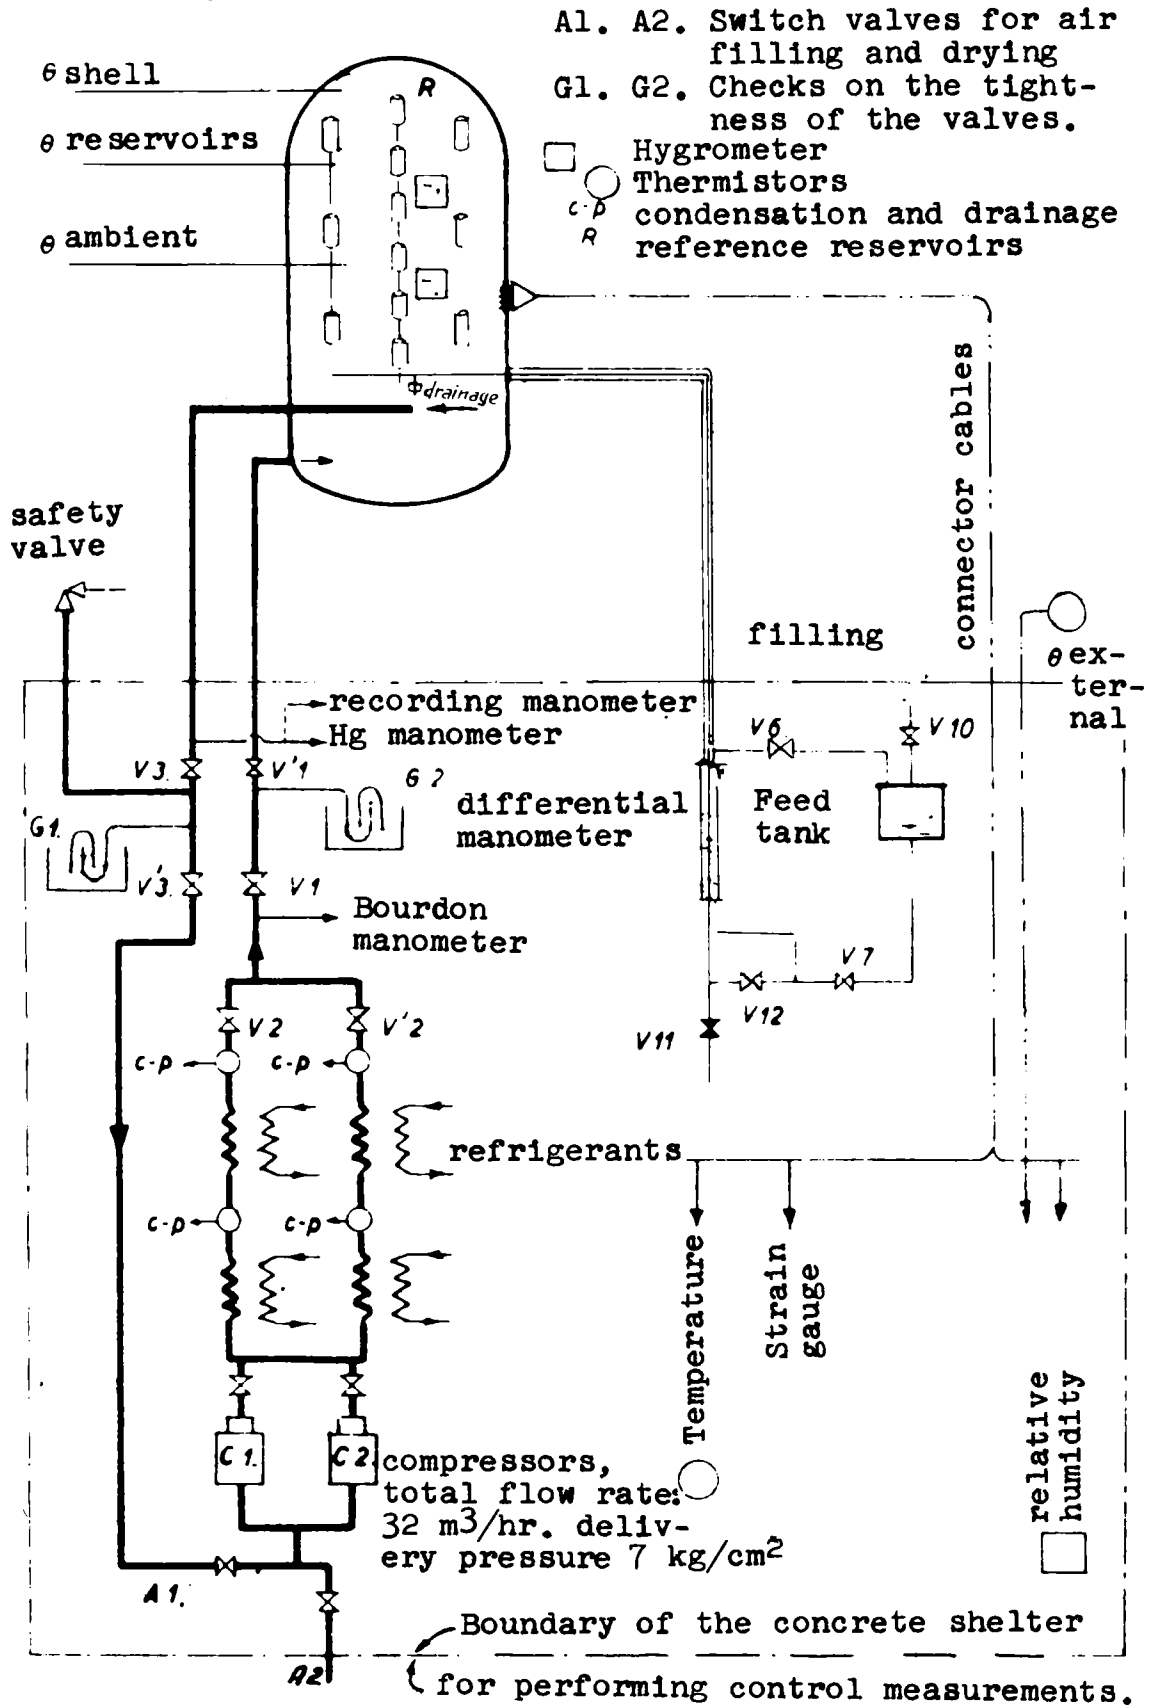 A1. A2. Switch valves for air
filling and drying
G1. G2. Checks on the tight-
ness of the valves.
Hygrometer
Thermistors
c-p condensation and drainage
R reference reservoirs
θ shell
R
θ reservoirs
θ ambient
drainage
connector cables
safety
valve
filling
θ ex-
ter-
nal
recording manometer
Hg manometer
V6
V10
V3.
V'1
G2
differential
manometer
Feed
tank
G1.
V'3.
V1
Bourdon
manometer
V7
V2
V'2
V12
V11
c-p
c-p
refrigerants
c-p
c-p
Temperature
Strain
gauge
relative
humidity
C1.
C2.
compressors,
total flow rate:
32 m3/hr. deliv-
ery pressure 7 kg/cm2
A1.
A2
Boundary of the concrete shelter
for performing control measurements.